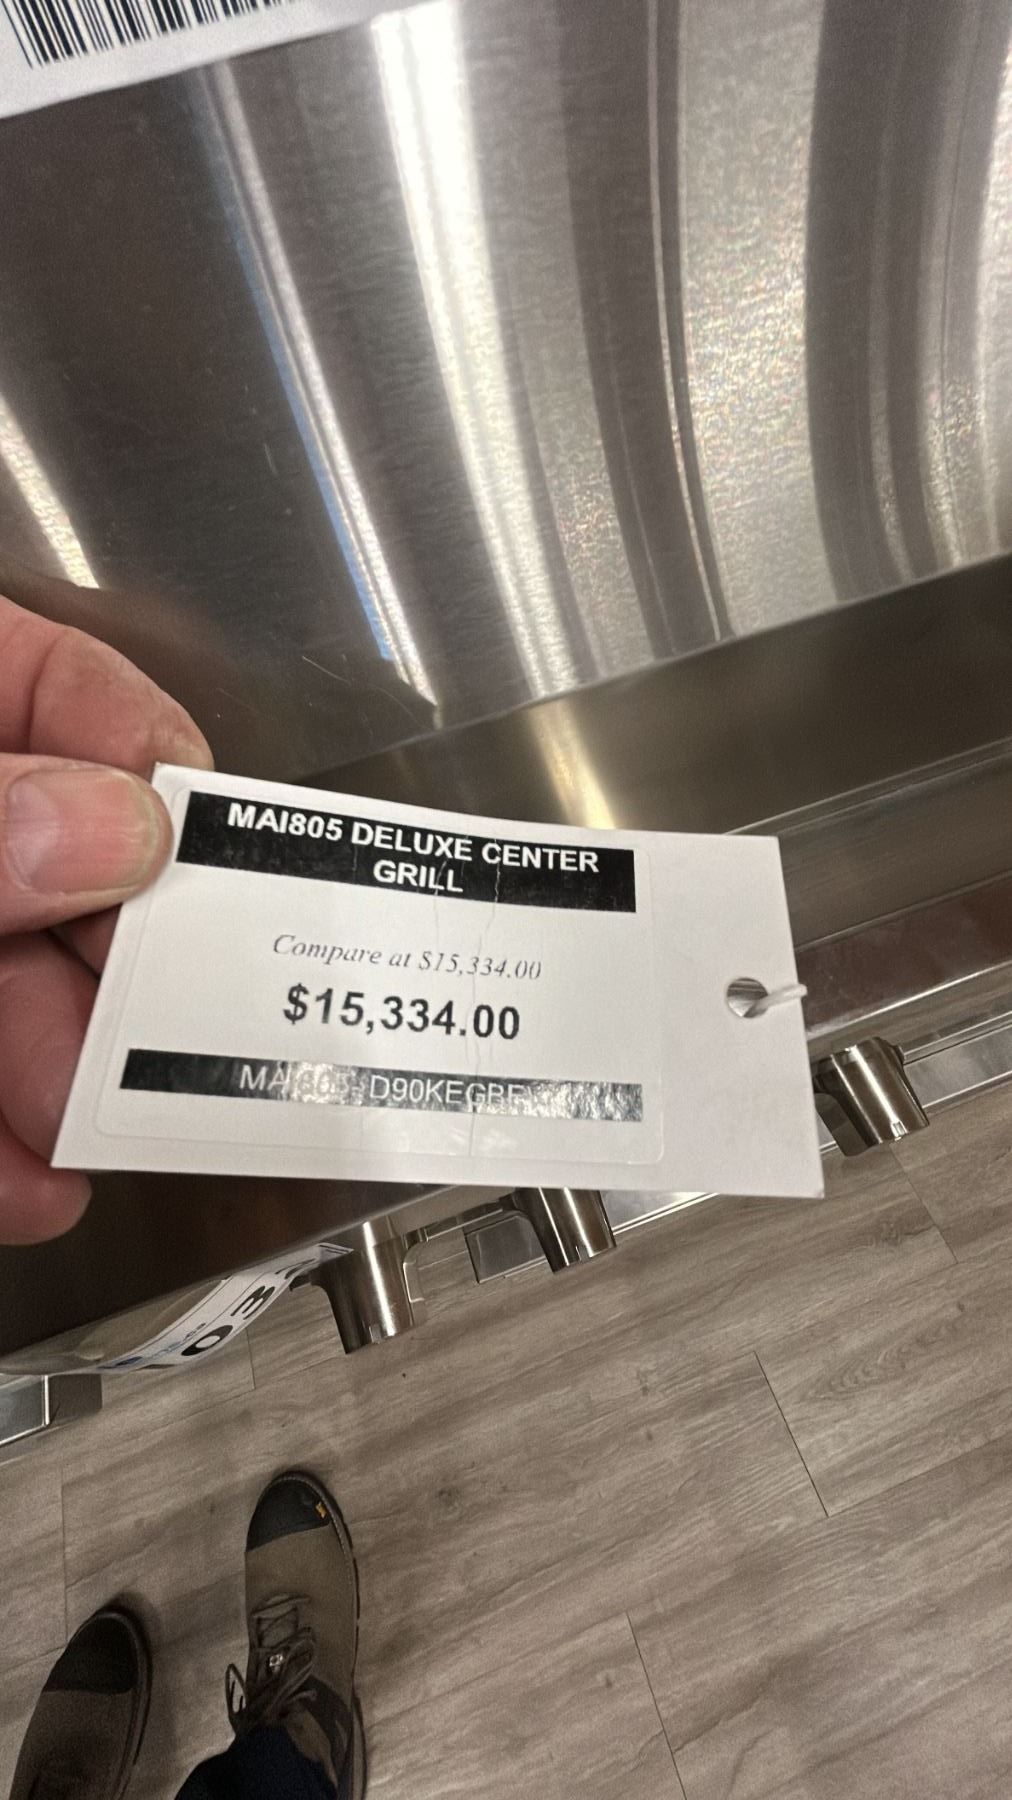 MAI805 DELUXE CENTER
GRILL
Compare at $15,334.00
$15,334.00